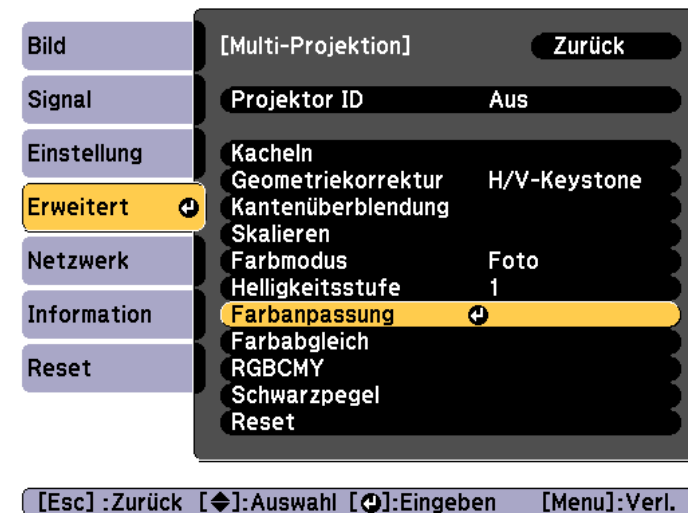 Bild
Signal
Einstellung
Erweitert
Netzwerk
Information
Reset
[Multi-Projektion] Zurück
Projektor ID Aus
Kacheln
Geometriekorrektur H/V-Keystone
Kantenüberblendung
Skalieren
Farbmodus Foto
Helligkeitsstufe 1
Farbanpassung
Farbabgleich
RGBCMY
Schwarzpegel
Reset
[Esc] :Zurück [◆]:Auswahl [⏎]:Eingeben [Menu]:Verl.